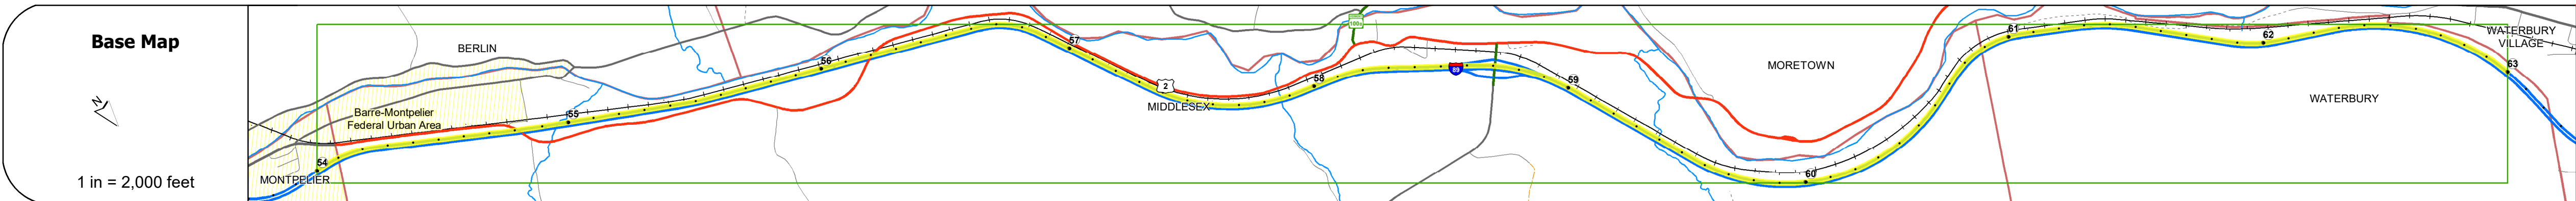 Base Map
N
1 in = 2,000 feet
BERLIN
Barre-Montpelier
Federal Urban Area
MONTPELIER
54
55
56
57
2
MIDDLESEX
58
100B
89
59
MORETOWN
60
61
62
WATERBURY
VILLAGE
63
WATERBURY